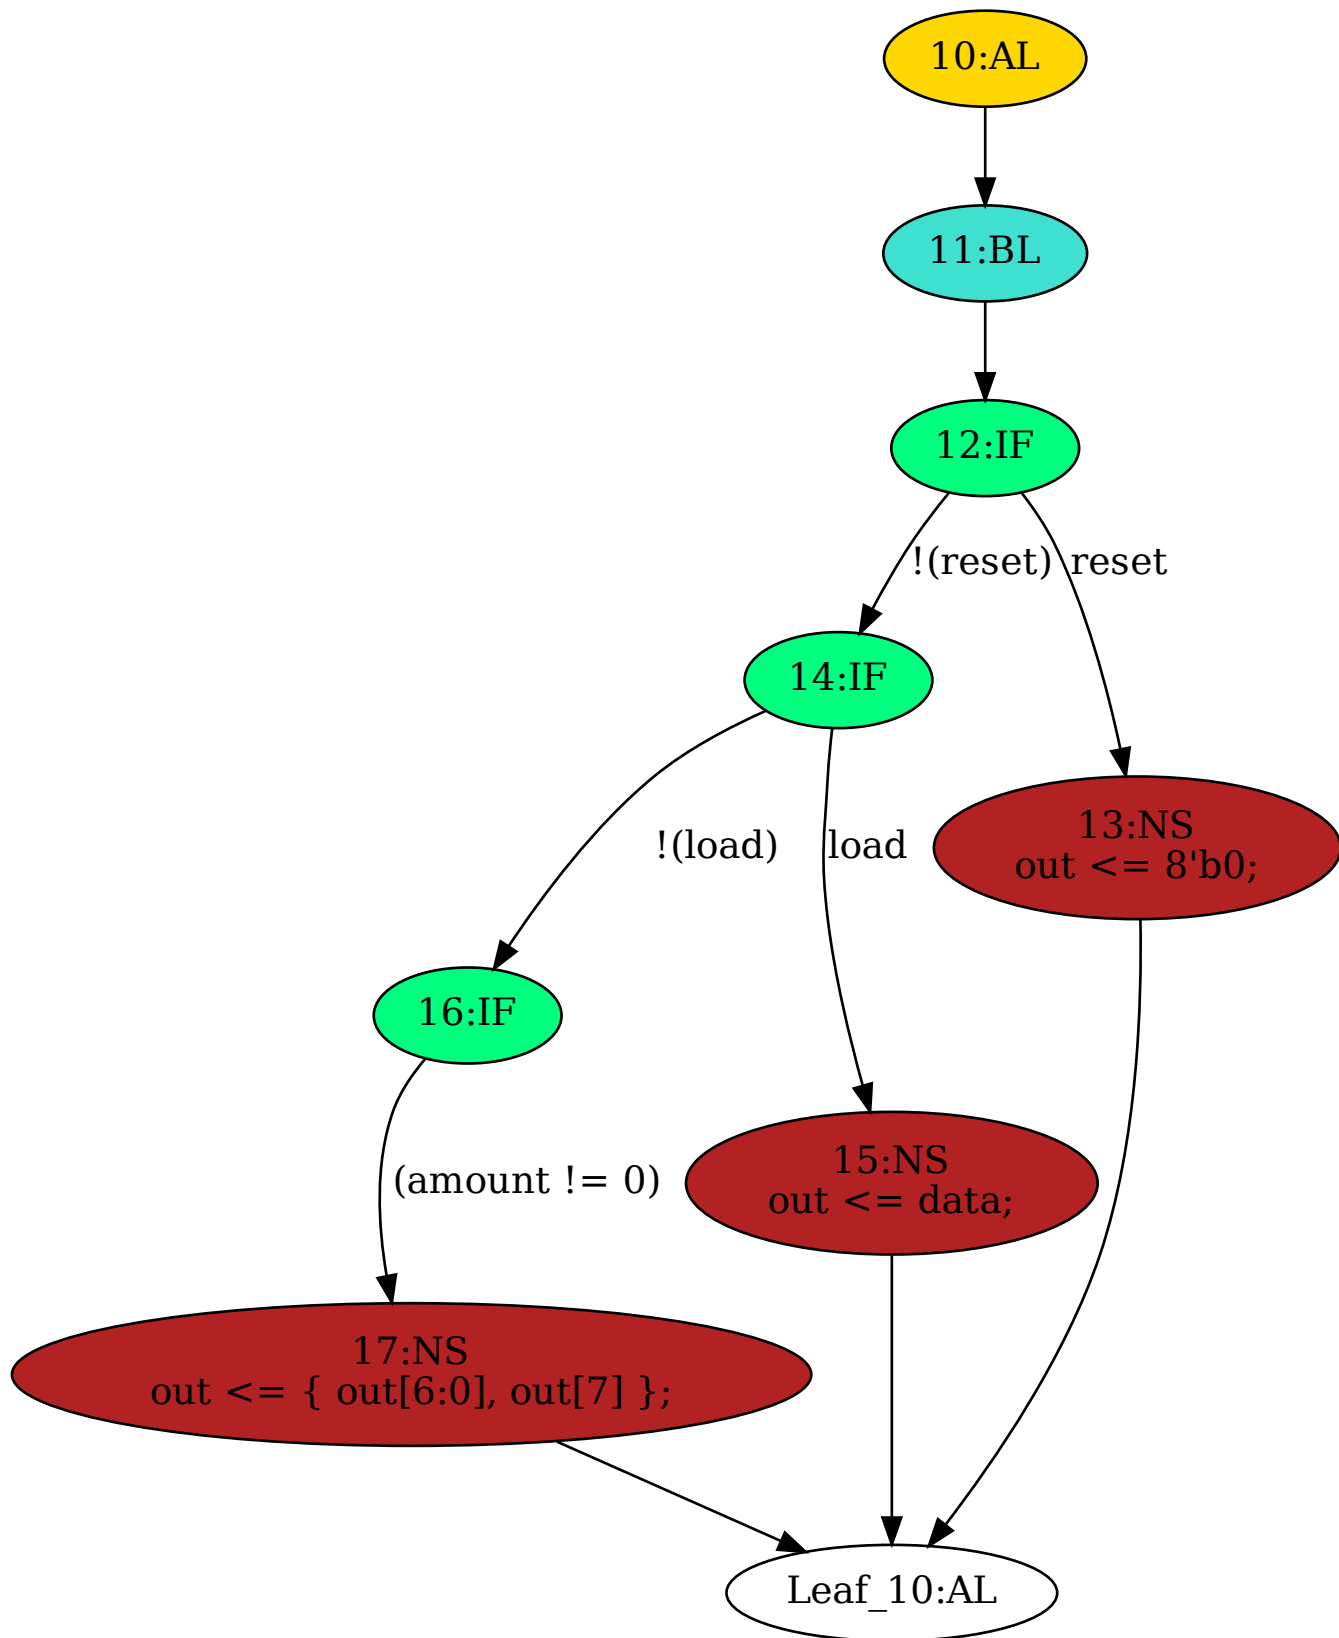 10:AL
11:BL
12:IF
!(reset)
reset
14:IF
!(load)
load
13:NS
out <= 8'b0;
16:IF
(amount != 0)
15:NS
out <= data;
17:NS
out <= { out[6:0], out[7] };
Leaf_10:AL